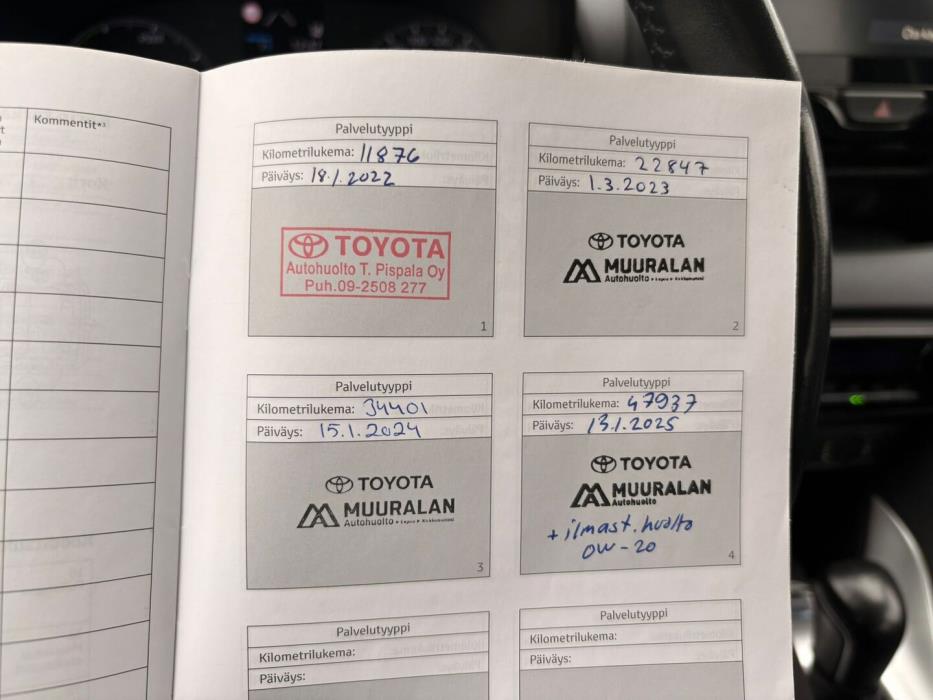 Kommentit*³
Palvelutyyppi
Kilometrilukema: 11876
Päiväys: 18.1.2022
TOYOTA
Autohuolto T. Pispala Oy
Puh.09-2508 277
1
Palvelutyyppi
Kilometrilukema: 22847
Päiväys: 1.3.2023
TOYOTA
MUURALAN
Autohuolto
2
Palvelutyyppi
Kilometrilukema: 34401
Päiväys: 15.1.2024
TOYOTA
MUURALAN
Autohuolto
3
Palvelutyyppi
Kilometrilukema: 47937
Päiväys: 13.1.2025
TOYOTA
MUURALAN
Autohuolto
+ ilmast. huolto
0W-20
4
Palvelutyyppi
Kilometrilukema:
Päiväys:
Palvelutyyppi
Kilometrilukema:
Päiväys: